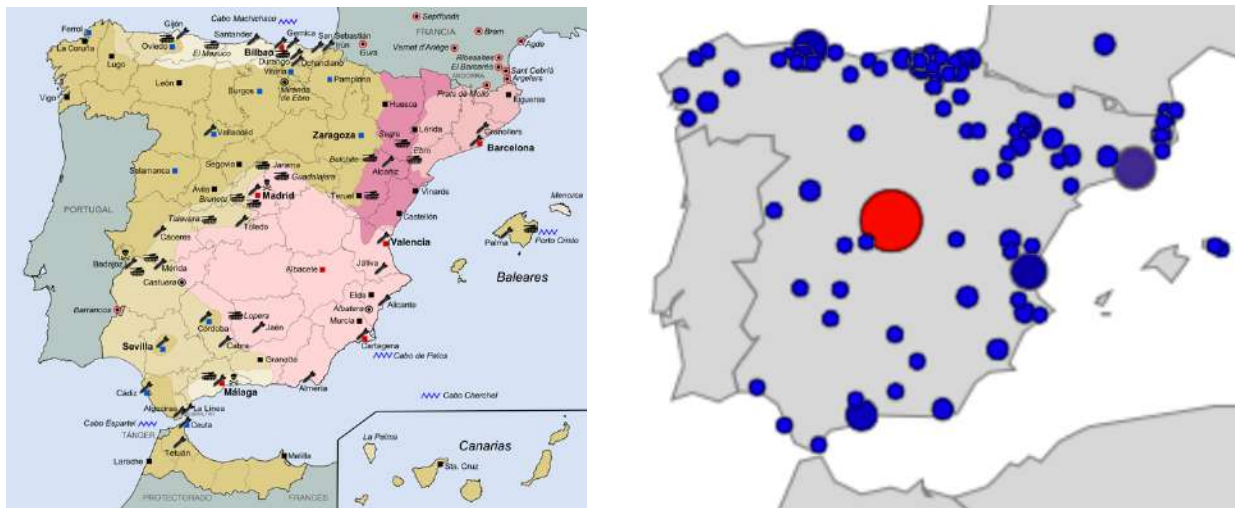 Cabo Machichaco
Septfonds
FRANCIA
Bram
Agde
Ferrol
Gijón
Santander
Gernica
San Sebastián
La Coruña
Oviedo
El Mazuco
Bilbao
Irún
Gurs
Vernet d'Ariège
Durango
Ochandiano
Ribesaltes
Lugo
Vitoria
El Barcarès
ANDORRA
Sant Cebrià
León
Pamplona
Argelers
Burgos
Miranda de Ebro
Prats de Molló
Vigo
Huesca
Figueras
Valladolid
Zaragoza
Segre
Lérida
Granollers
Barcelona
Segovia
Jarama
Belchite
Ebro
Salamanca
Guadalajara
Alcañiz
Ávila
Brunete
Madrid
Teruel
Vinarós
Menorca
PORTUGAL
Talavera
Toledo
Castellón
Cáceres
Palma
Porto Cristo
Valencia
Badajoz
Mérida
Albacete
Játiva
Baleares
Castuera
Elda
Alicante
Barrancos
Albatera
Lopera
Murcia
Córdoba
Jaén
Sevilla
Cabra
Cartagena
Granada
Cabo de Palos
Cádiz
Málaga
Almería
Cabo Cherchel
Algeciras
La Línea
Cabo Espartel
Ceuta
TÁNGER
La Palma
Canarias
Tetuán
Larache
Melilla
Sta. Cruz
PROTECTORADO
FRANCÉS